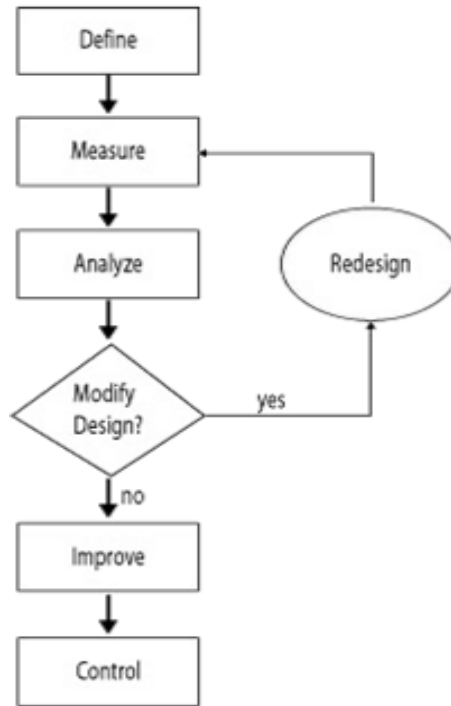 Define
Measure
Analyze
Redesign
Modify
Design?
yes
no
Improve
Control